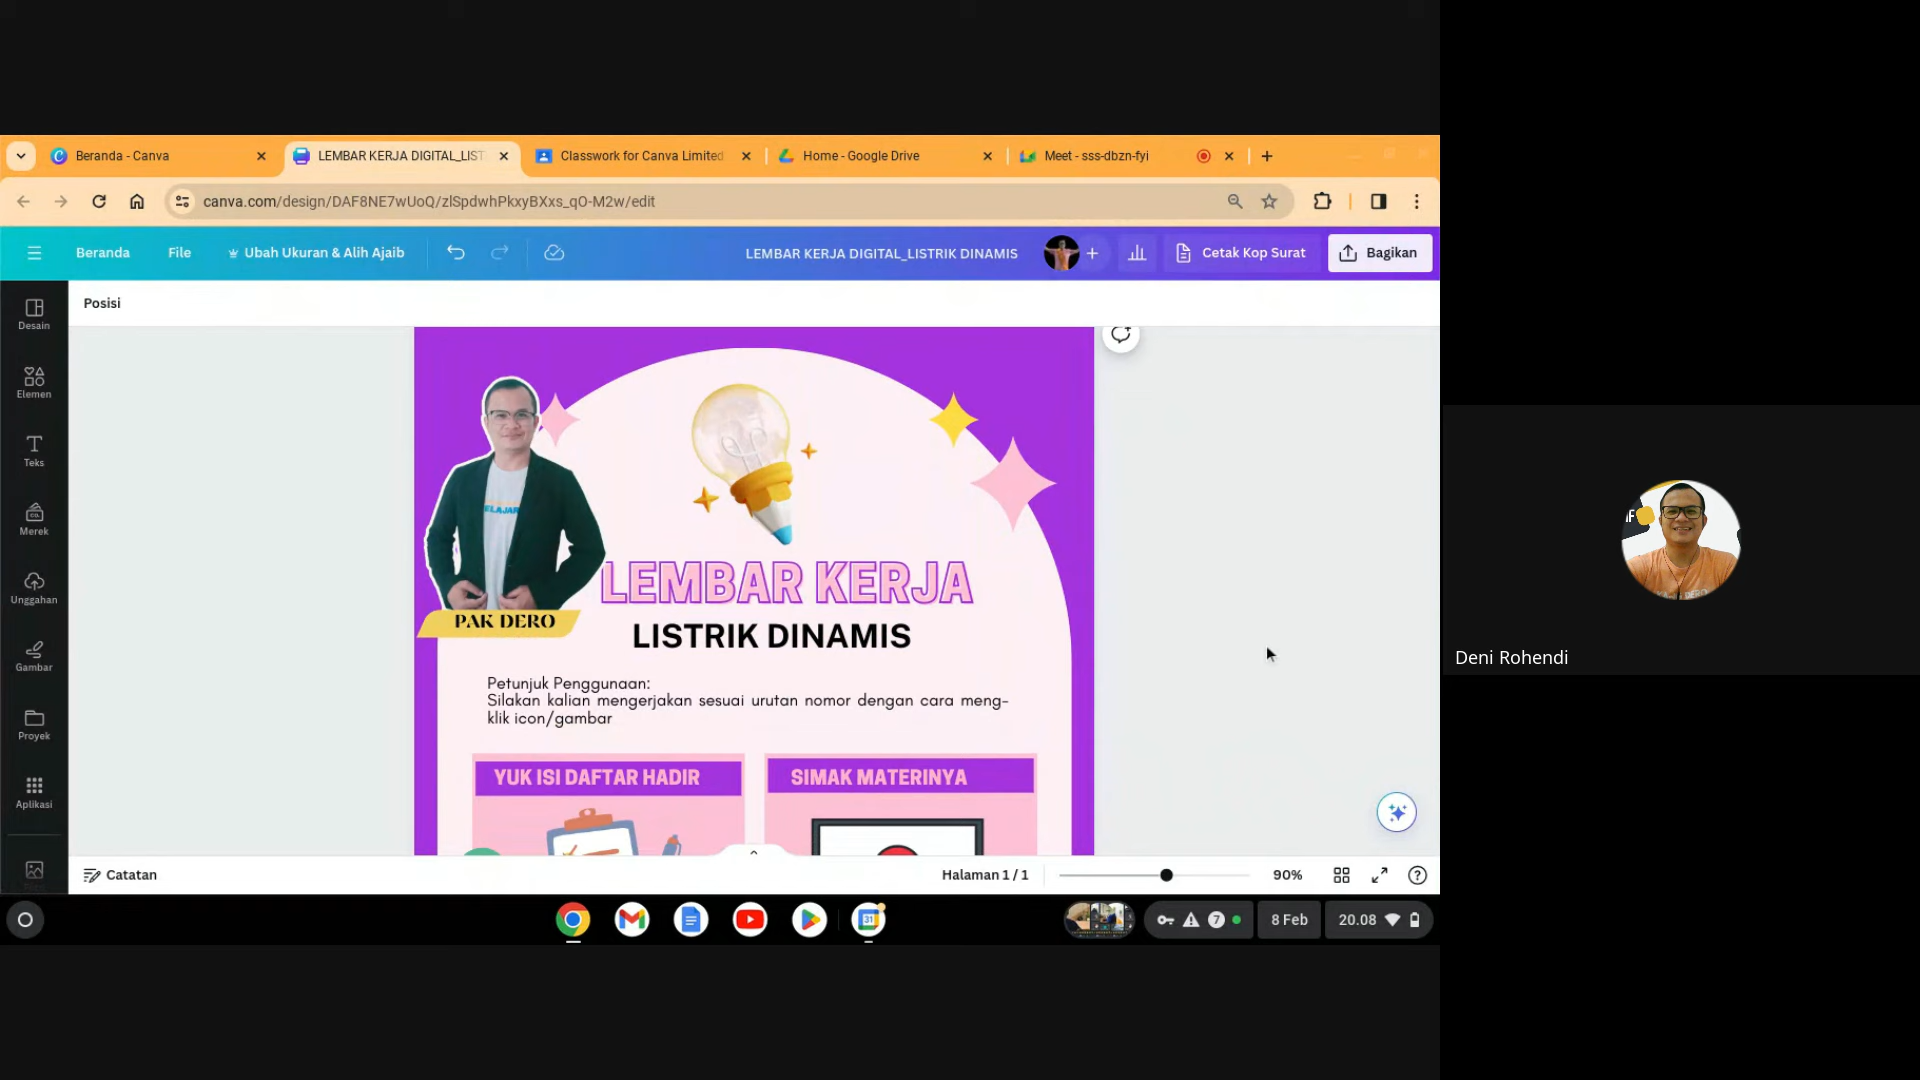 Beranda - Canva
LEMBAR KERJA DIGITAL_LIST
Classwork for Canva Limited
Home - Google Drive
Meet - sss-dbzn-fyi
canva.com/design/DAF8NE7wUoQ/zlSpdwhPkxyBXxs_qO-M2w/edit
Beranda
File
Ubah Ukuran & Alih Ajaib
LEMBAR KERJA DIGITAL_LISTRIK DINAMIS
Cetak Kop Surat
Bagikan
Posisi
Desain
Elemen
Teks
Merek
Unggahan
Gambar
Proyek
Aplikasi
ELAJAR
PAK DERO
LEMBAR KERJA
LISTRIK DINAMIS
Petunjuk Penggunaan:
Silakan kalian mengerjakan sesuai urutan nomor dengan cara meng-
klik icon/gambar
YUK ISI DAFTAR HADIR
SIMAK MATERINYA
Deni Rohendi
Catatan
Halaman 1 / 1
90%
31
7
8 Feb
20.08